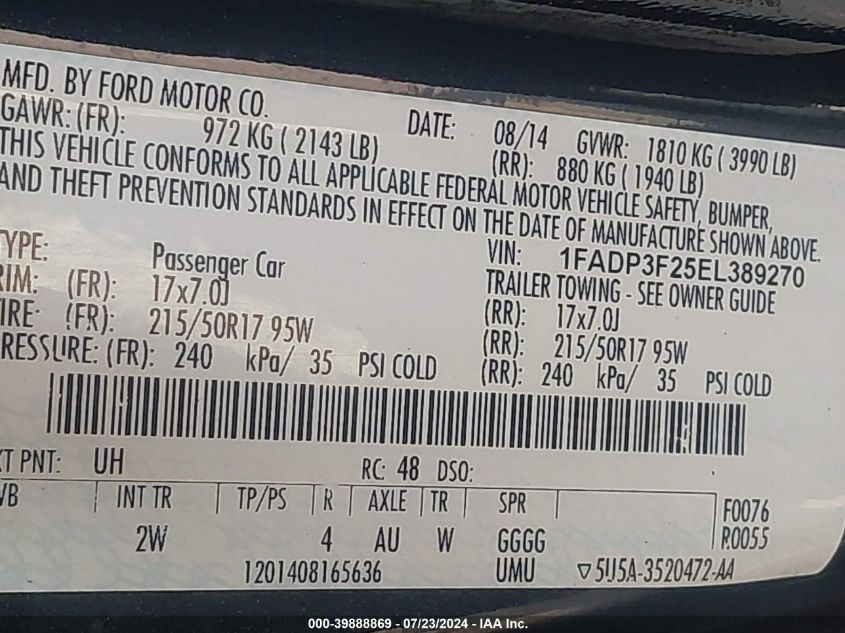 MFD. BY FORD MOTOR CO.
DATE: 08/14 GVWR: 1810 KG ( 3990 LB)
GAWR: (FR): 972 KG ( 2143 LB) (RR): 880 KG ( 1940 LB)
THIS VEHICLE CONFORMS TO ALL APPLICABLE FEDERAL MOTOR VEHICLE SAFETY, BUMPER,
AND THEFT PREVENTION STANDARDS IN EFFECT ON THE DATE OF MANUFACTURE SHOWN ABOVE.
VIN: 1FADP3F25EL389270
TYPE: Passenger Car TRAILER TOWING - SEE OWNER GUIDE
RIM: (FR): 17x7.0J (RR): 17x7.0J
TIRE: (FR): 215/50R17 95W (RR): 215/50R17 95W
PRESSURE: (FR): 240 kPa/ 35 PSI COLD (RR): 240 kPa/ 35 PSI COLD
XT PNT: UH RC: 48 DSO:
WB INT TR TP/PS R AXLE TR SPR F0076
2W 4 AU W GGGG R0055
1201408165636 UMU ▽5U5A-3520472-AA
000-39888869 / 07/23/2024 - IAA Inc.